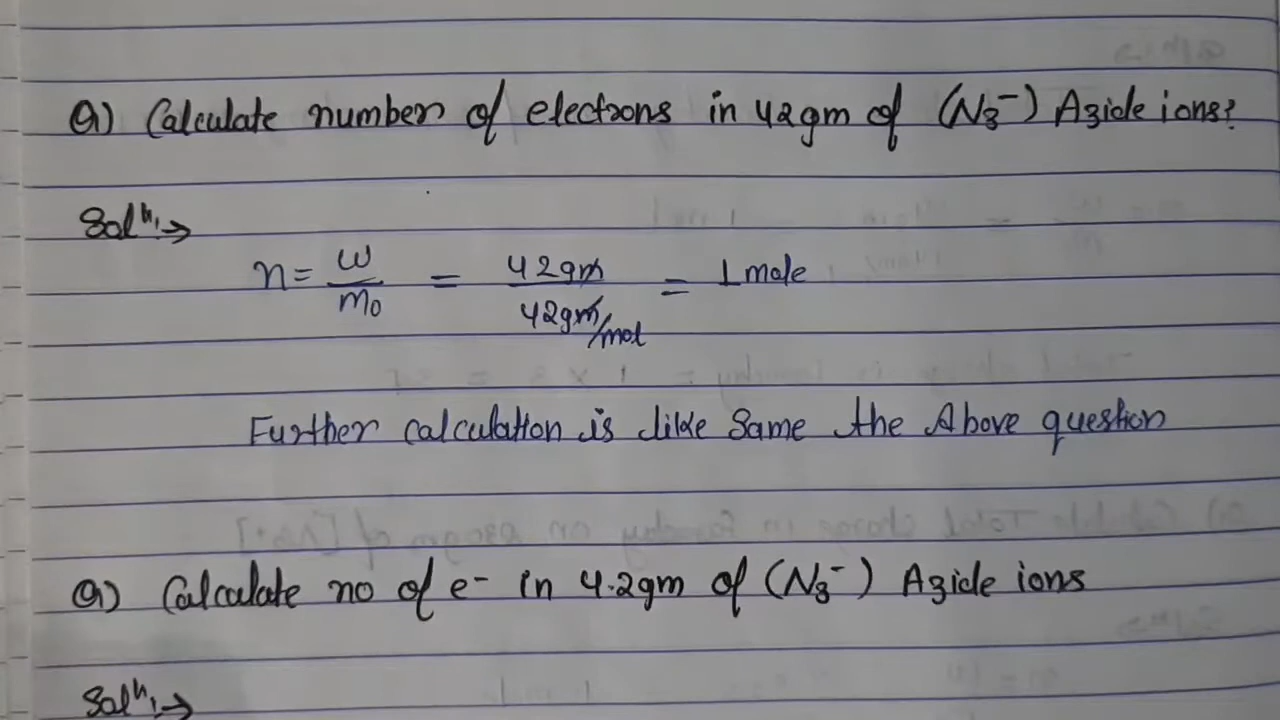 Q) Calculate number of electrons in 42gm of (N3⁻) Azide ions?
Solⁿ,→
n = w/m₀ = 42gm/42gm/mol = 1 mole
Further calculation is like same the Above question
Q) Calculate no of e⁻ in 4.2gm of (N3⁻) Azide ions
Solⁿ,→